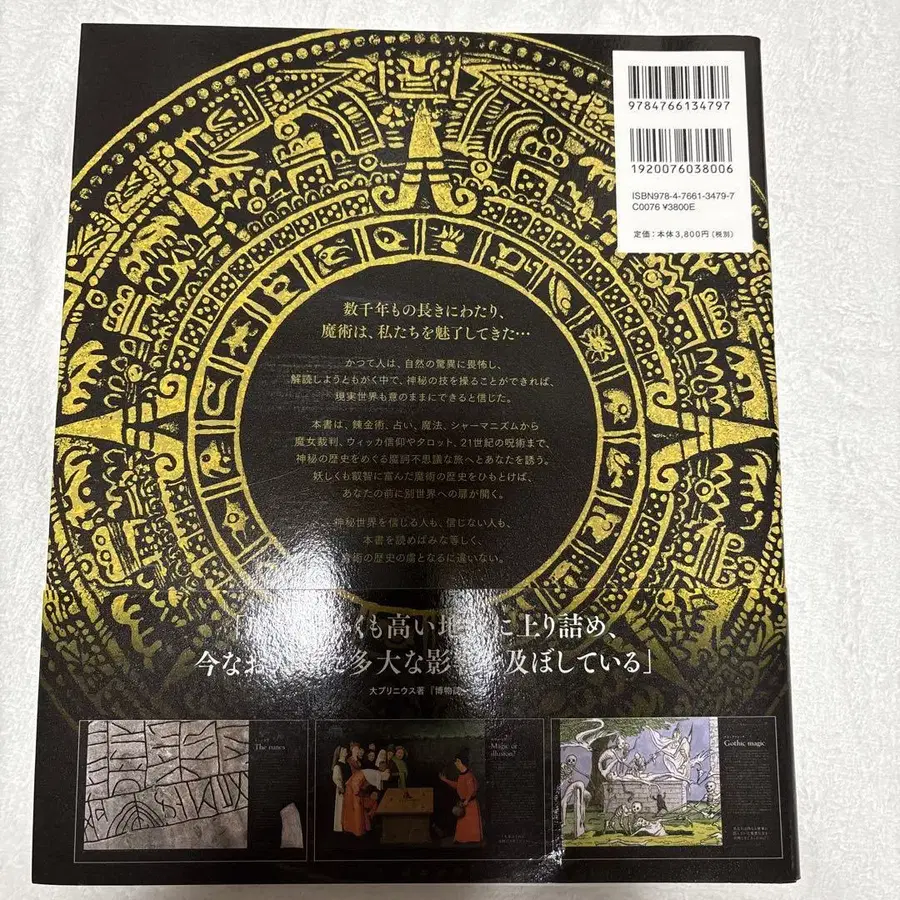 9784766134797
1920076038006
ISBN978-4-7661-3479-7
C0076 ¥3800E
定価:本体3,800円(税別)
数千年もの長きにわたり、
魔術は、私たちを魅了してきた…
かつて人は、自然の驚異に畏怖し、
解読しようともがく中で、神秘の技を操ることができれば、
現実世界も意のままにできると信じた。
本書は、錬金術、占い、魔法、シャーマニズムから
魔女裁判、ウィッカ信仰やタロット、21世紀の呪術まで、
神秘の歴史をめぐる魔訶不思議な旅へとあなたを誘う。
妖しくも叡智に富んだ魔術の歴史をひもとけば、
あなたの前に別世界への扉が開く。
神秘世界を信じる人も、信じない人も、
本書を読めばみな等しく、
術の歴史の虜となるに違いない。
くも高い地 に上り詰め、
今なお 多大な影 及ぼしている」
大プリニウス著『博物誌
The runes
Magic or
illusion?
Gothic magic